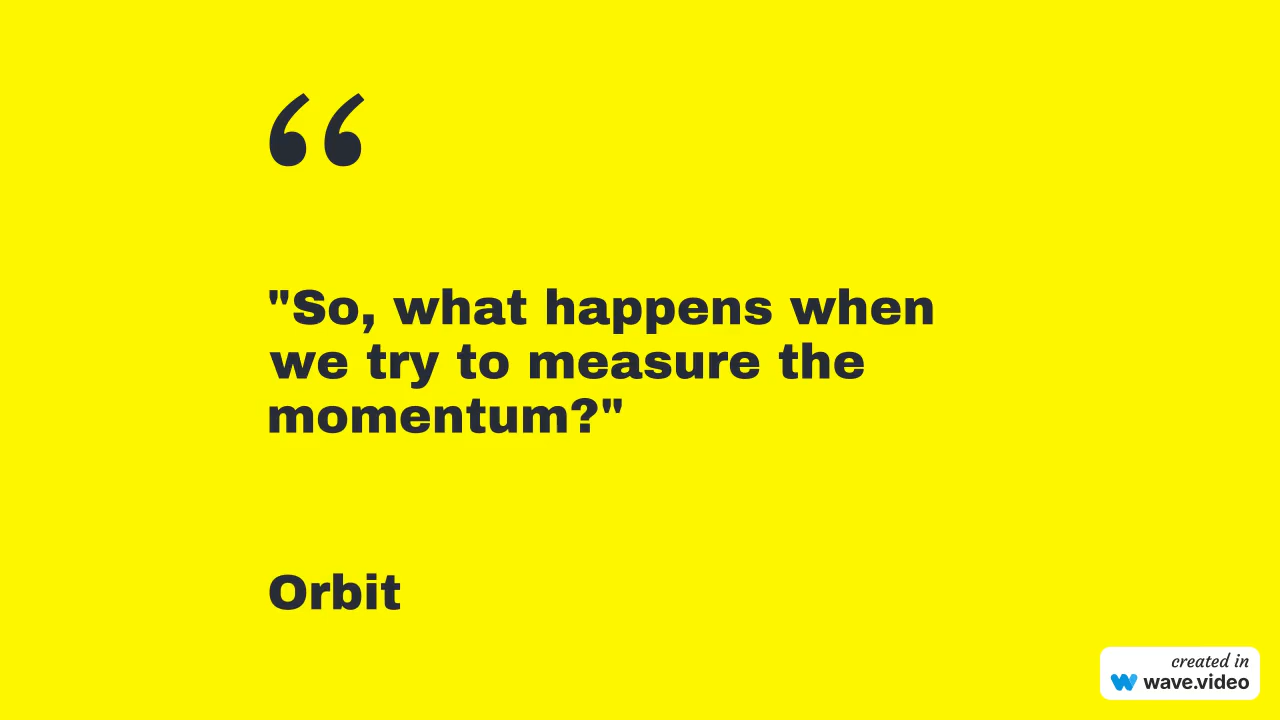 “
"So, what happens when
we try to measure the
momentum?"
Orbit
created in
wave.video